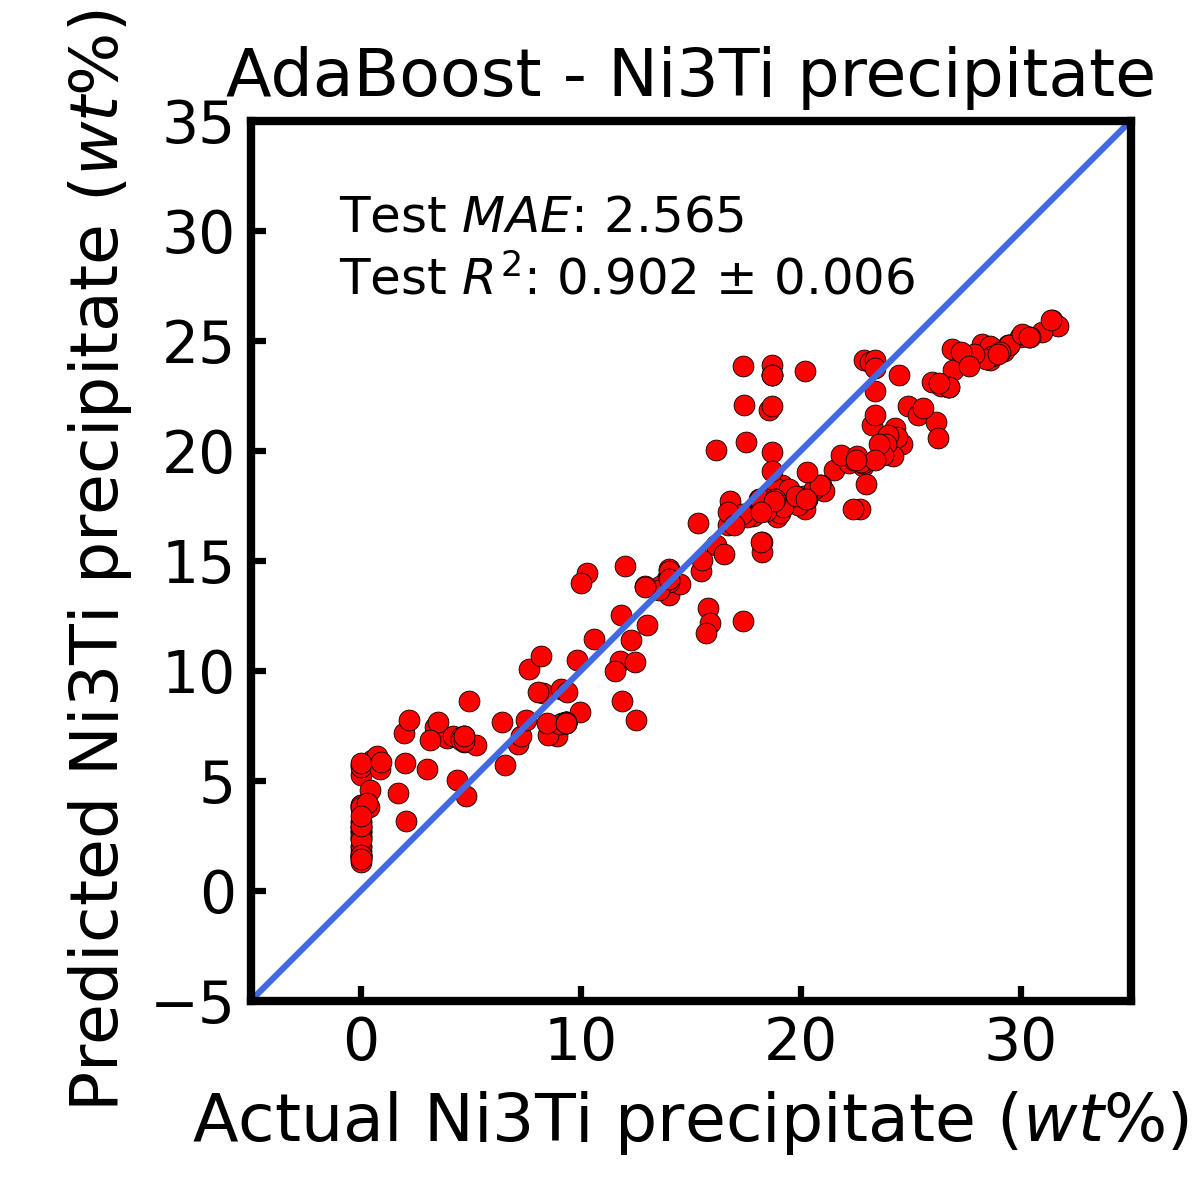 AdaBoost - Ni3Ti precipitate
Predicted Ni3Ti precipitate (wt%)
35
30
25
20
15
10
5
0
−5
Test MAE: 2.565
Test R²: 0.902 ± 0.006
0 10 20 30
Actual Ni3Ti precipitate (wt%)